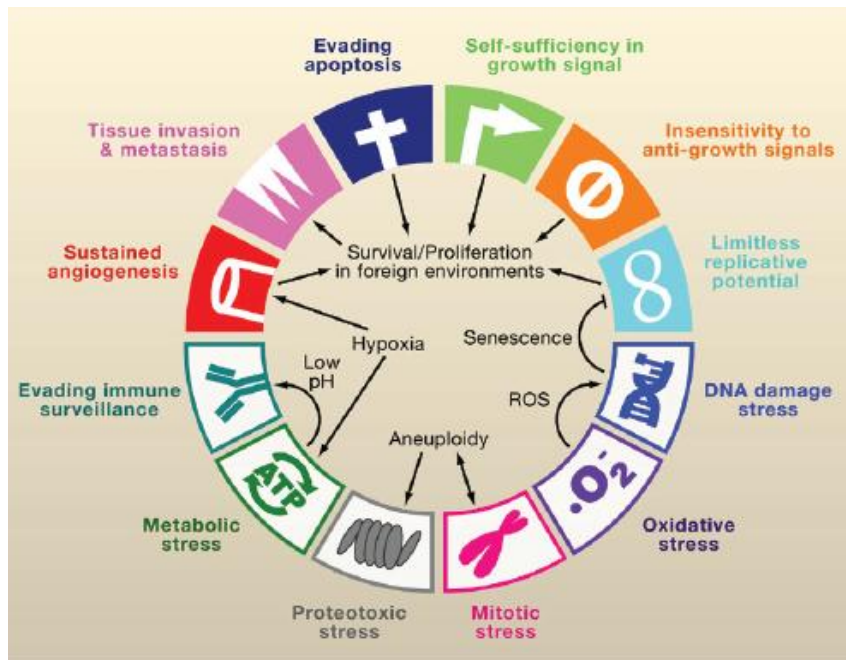 Evading
apoptosis
Self-sufficiency in
growth signal
Tissue invasion
& metastasis
Insensitivity to
anti-growth signals
Sustained
angiogenesis
Survival/Proliferation
in foreign environments
Limitless
replicative
potential
Hypoxia
Senescence
Low
pH
Evading immune
surveillance
ROS
DNA damage
stress
Aneuploidy
ATP
·O2-
Metabolic
stress
Oxidative
stress
Proteotoxic
stress
Mitotic
stress